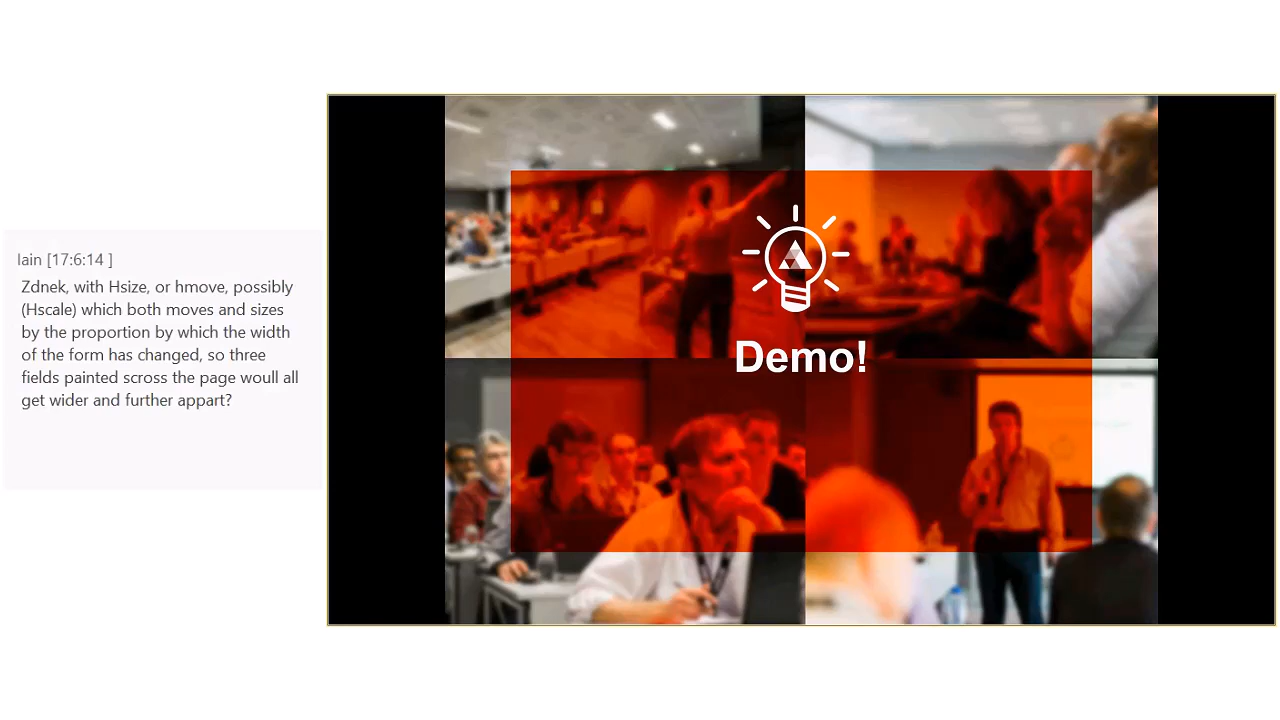 Iain [17:6:14 ]
Zdnek, with Hsize, or hmove, possibly
(Hscale) which both moves and sizes
by the proportion by which the width
of the form has changed, so three
fields painted scross the page woull all
get wider and further appart?
Demo!